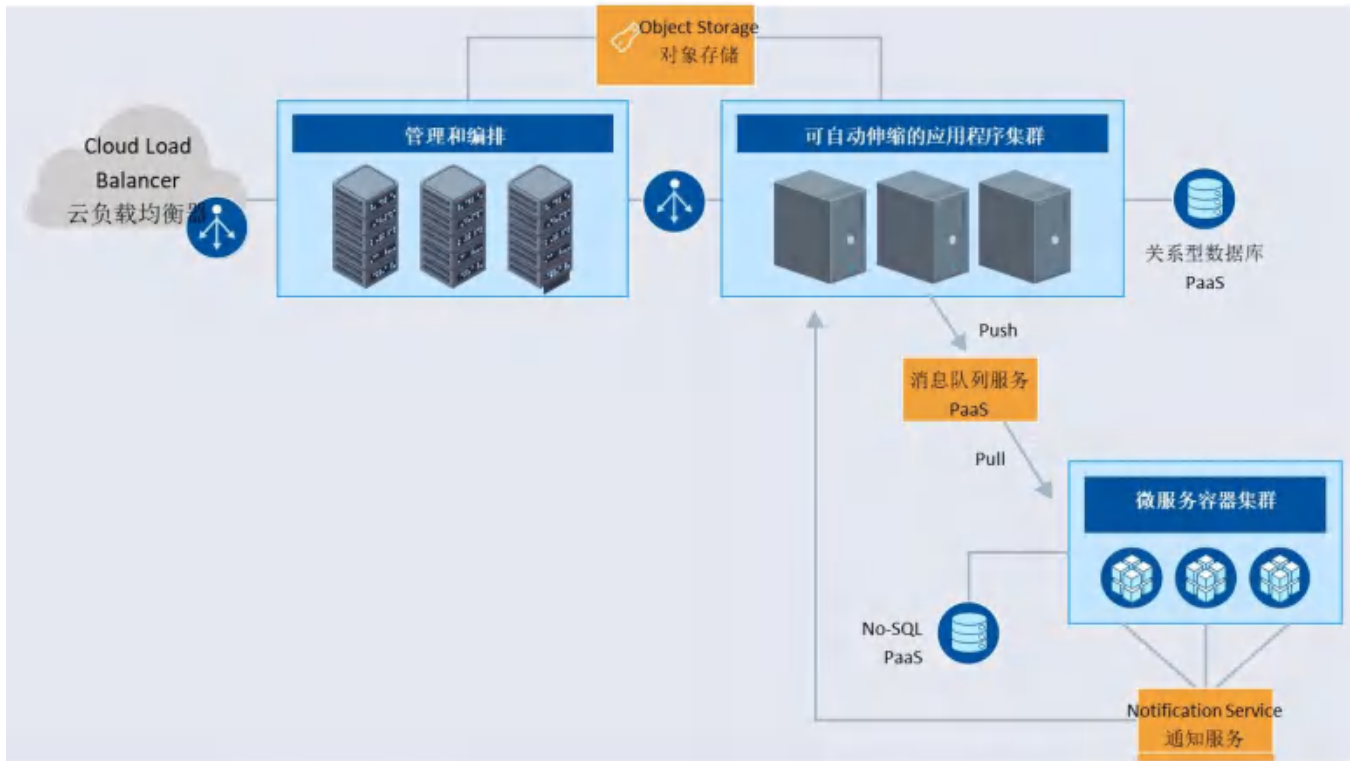 Object Storage
对象存储
Cloud Load
Balancer
云负载均衡器
管理和编排
可自动伸缩的应用程序集群
关系型数据库
PaaS
Push
消息队列服务
PaaS
Pull
微服务容器集群
No-SQL
PaaS
Notification Service
通知服务